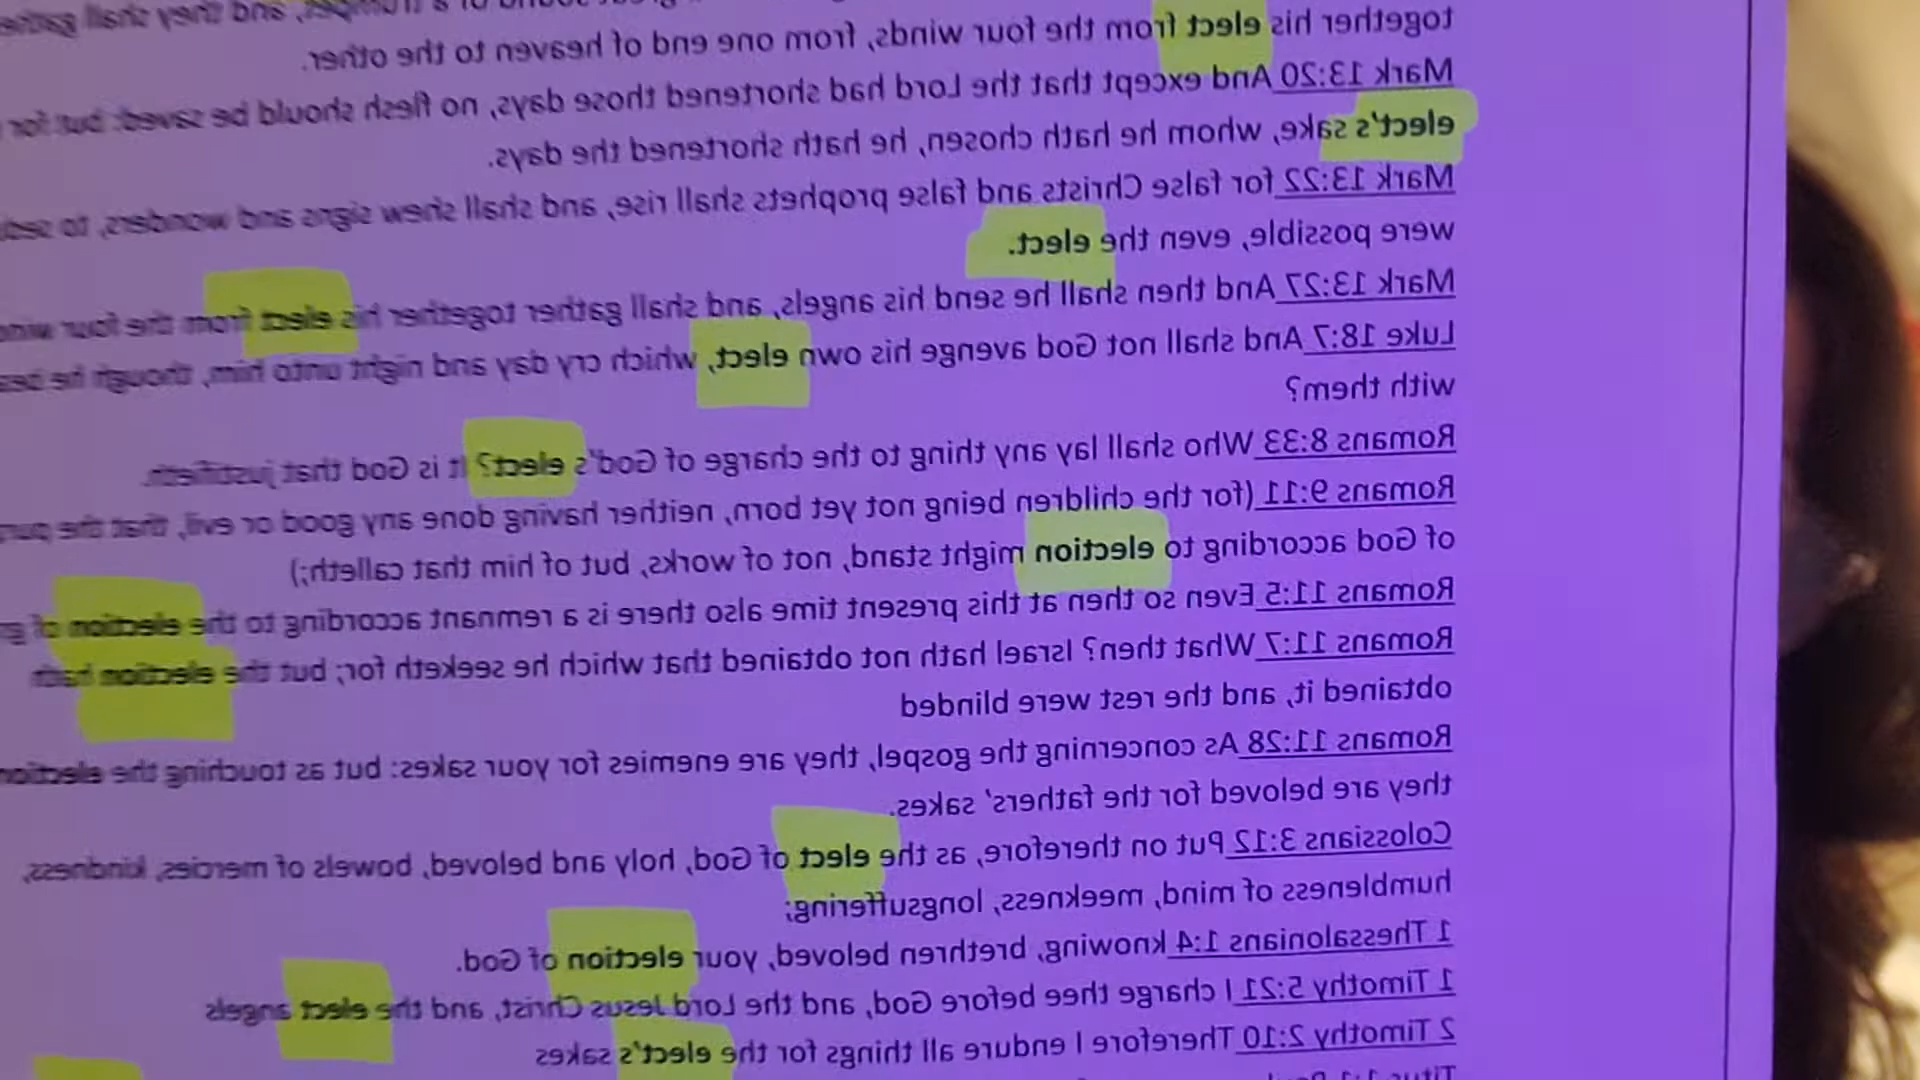 sound of a trumpet, and they shall gather
together his elect from the four winds, from one end of heaven to the other.
Mark 13:20 And except that the Lord had shortened those days, no flesh should be saved: but for
elect's sake, whom he hath chosen, he hath shortened the days.
Mark 13:22 for false Christs and false prophets shall rise, and shall shew signs and wonders, to
were possible, even the elect.
Mark 13:27 And then shall he send his angels, and shall gather together his elect from the four
Luke 18:7 And shall not God avenge his own elect, which cry day and night unto him, though he
with them?
Romans 8:33 Who shall lay any thing to the charge of God's elect? It is God that justifieth.
Romans 9:11 (for the children being not yet born, neither having done any good or evil, that the
of God according to election might stand, not of works, but of him that calleth;)
Romans 11:5 Even so then at this present time also there is a remnant according to the election of
Romans 11:7 What then? Israel hath not obtained that which he seeketh for; but the election hath
obtained it, and the rest were blinded
Romans 11:28 As concerning the gospel, they are enemies for your sakes: but as touching the election
they are beloved for the fathers' sakes.
Colossians 3:12 Put on therefore, as the elect of God, holy and beloved, bowels of mercies, kindness,
humbleness of mind, meekness, longsuffering;
1 Thessalonians 1:4 knowing, brethren beloved, your election of God.
1 Timothy 5:21 I charge thee before God, and the Lord Jesus Christ, and the elect angels
2 Timothy 2:10 Therefore I endure all things for the elect's sakes
Titus 1:1